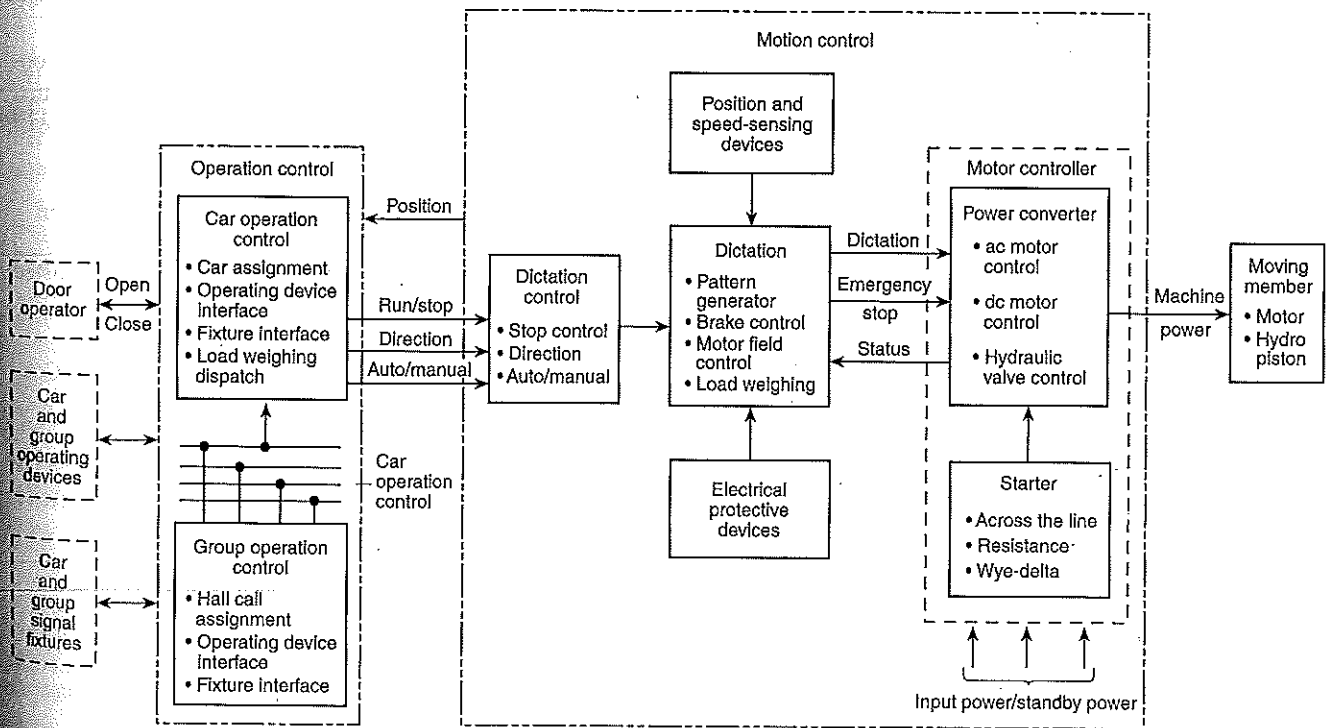 Motion control
Position and
speed-sensing
devices
Operation control
Car operation
control
• Car assignment
• Operating device
interface
• Fixture interface
• Load weighing
dispatch
Position
Door
operator
Open
Close
Run/stop
Direction
Auto/manual
Dictation
control
• Stop control
• Direction
• Auto/manual
Dictation
• Pattern
generator
• Brake control
• Motor field
control
• Load weighing
Dictation
Emergency
stop
Status
Motor controller
Power converter
• ac motor
control
• dc motor
control
• Hydraulic
valve control
Machine
power
Moving
member
• Motor
• Hydro
piston
Car
and
group
operating
devices
Car
operation
control
Electrical
protective
devices
Starter
• Across the line
• Resistance
• Wye-delta
Car
and
group
signal
fixtures
Group operation
control
• Hall call
assignment
• Operating device
interface
• Fixture interface
Input power/standby power